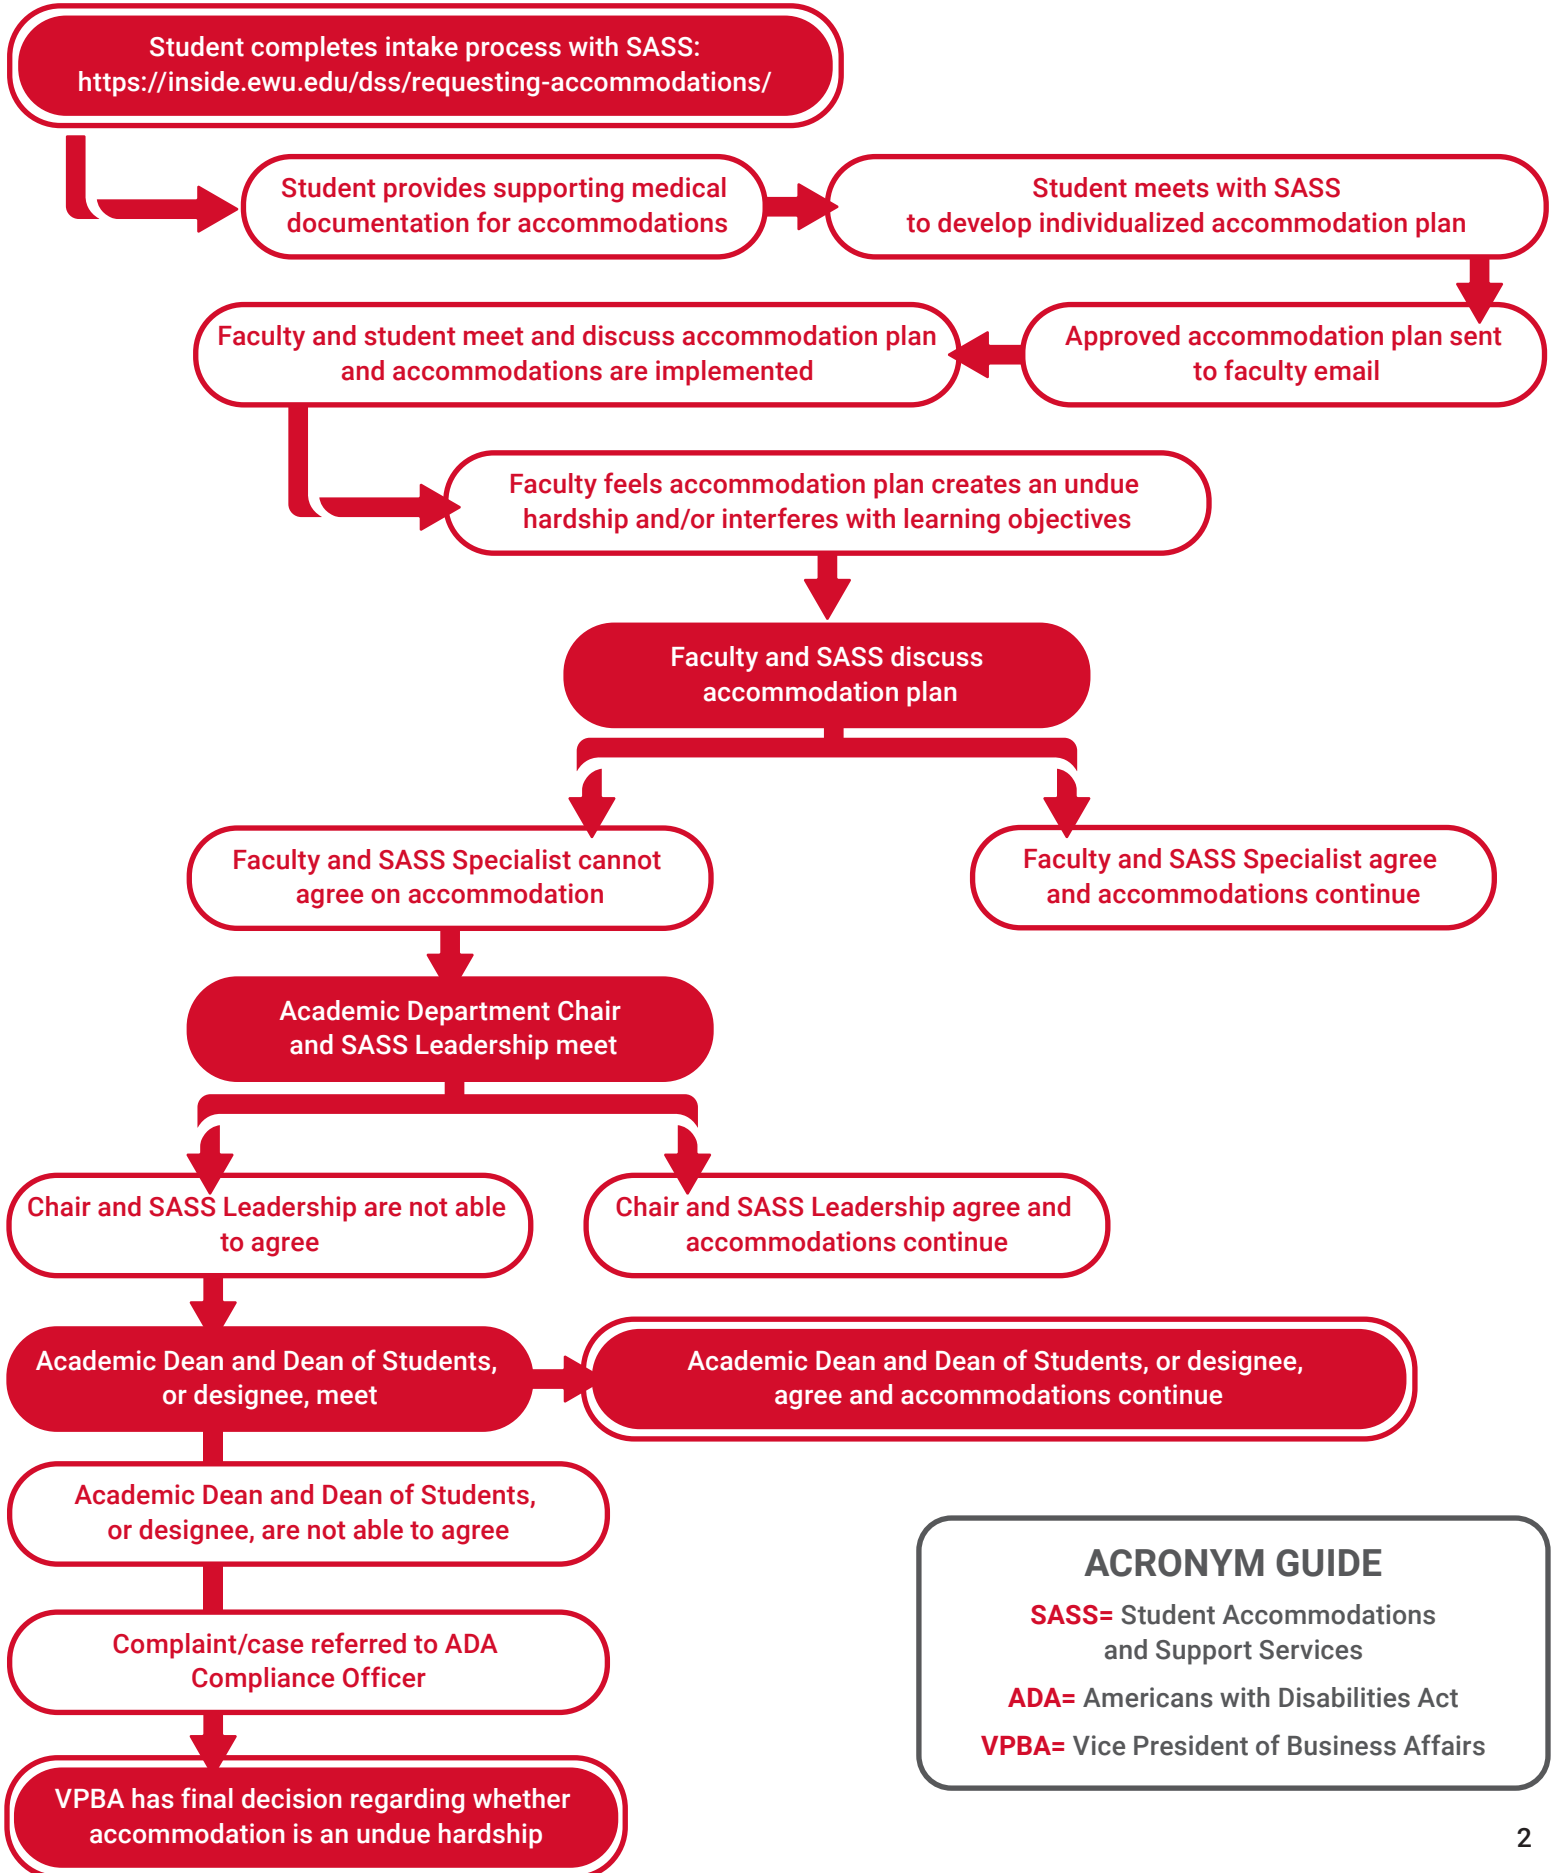 Student completes intake process with SASS:
https://inside.ewu.edu/dss/requesting-accommodations/
Student provides supporting medical
documentation for accommodations
Student meets with SASS
to develop individualized accommodation plan
Approved accommodation plan sent
to faculty email
Faculty and student meet and discuss accommodation plan
and accommodations are implemented
Faculty feels accommodation plan creates an undue
hardship and/or interferes with learning objectives
Faculty and SASS discuss
accommodation plan
Faculty and SASS Specialist cannot
agree on accommodation
Faculty and SASS Specialist agree
and accommodations continue
Academic Department Chair
and SASS Leadership meet
Chair and SASS Leadership are not able
to agree
Chair and SASS Leadership agree and
accommodations continue
Academic Dean and Dean of Students,
or designee, meet
Academic Dean and Dean of Students, or designee,
agree and accommodations continue
Academic Dean and Dean of Students,
or designee, are not able to agree
Complaint/case referred to ADA
Compliance Officer
VPBA has final decision regarding whether
accommodation is an undue hardship
ACRONYM GUIDE
SASS= Student Accommodations
and Support Services
ADA= Americans with Disabilities Act
VPBA= Vice President of Business Affairs
2